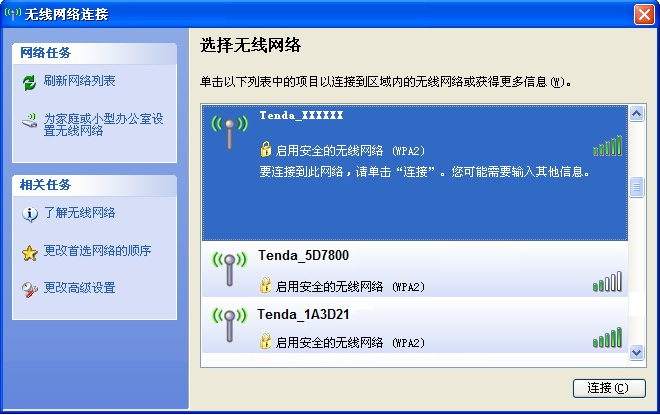 无线网络连接
网络任务
刷新网络列表
为家庭或小型办公室设
置无线网络
相关任务
了解无线网络
更改首选网络的顺序
更改高级设置
选择无线网络
单击以下列表中的项目以连接到区域内的无线网络或获得更多信息(W)。
Tenda_XXXXXX
启用安全的无线网络 (WPA2)
要连接到此网络，请单击“连接”。您可能需要输入其他信息。
Tenda_5D7800
启用安全的无线网络 (WPA2)
Tenda_1A3D21
启用安全的无线网络 (WPA2)
连接(C)